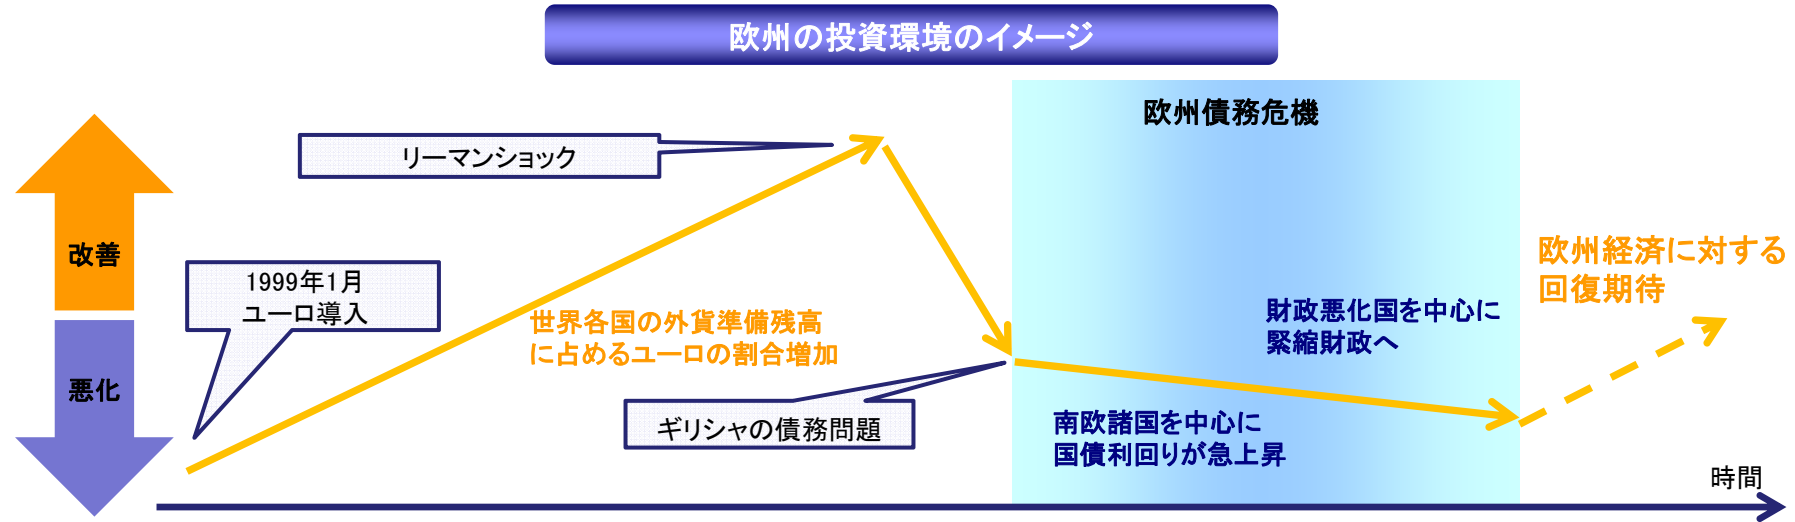 欧州の投資環境のイメージ
欧州債務危機
リーマンショック
改善
1999年1月
ユーロ導入
世界各国の外貨準備残高
に占めるユーロの割合増加
財政悪化国を中心に
緊縮財政へ
欧州経済に対する
回復期待
悪化
ギリシャの債務問題
南欧諸国を中心に
国債利回りが急上昇
時間